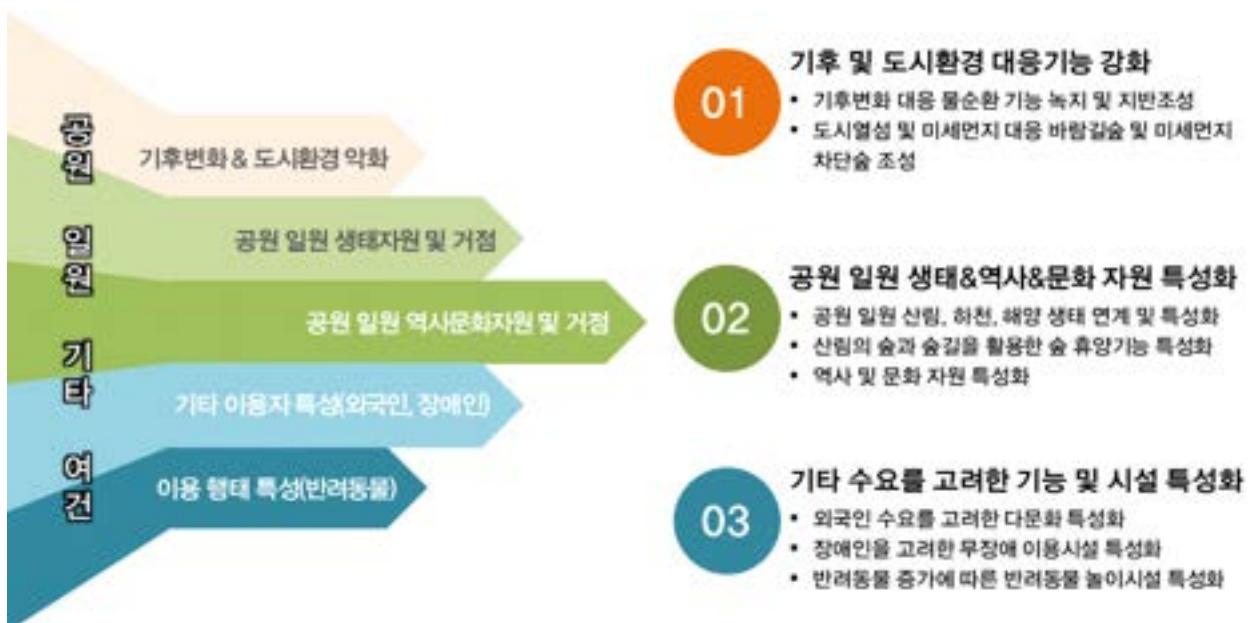 공원 일원 기타 여건
기후변화 & 도시환경 악화
공원 일원 생태자원 및 거점
공원 일원 역사문화자원 및 거점
기타 이용자 특성(외국인, 장애인)
이용 행태 특성(반려동물)
01
기후 및 도시환경 대응기능 강화
• 기후변화 대응 물순환 기능 녹지 및 지반조성
• 도시열섬 및 미세먼지 대응 바람길숲 및 미세먼지
차단숲 조성
02
공원 일원 생태&역사&문화 자원 특성화
• 공원 일원 산림, 하천, 해양 생태 연계 및 특성화
• 산림의 숲과 숲길을 활용한 숲 휴양기능 특성화
• 역사 및 문화 자원 특성화
03
기타 수요를 고려한 기능 및 시설 특성화
• 외국인 수요를 고려한 다문화 특성화
• 장애인을 고려한 무장애 이용시설 특성화
• 반려동물 증가에 따른 반려동물 놀이시설 특성화